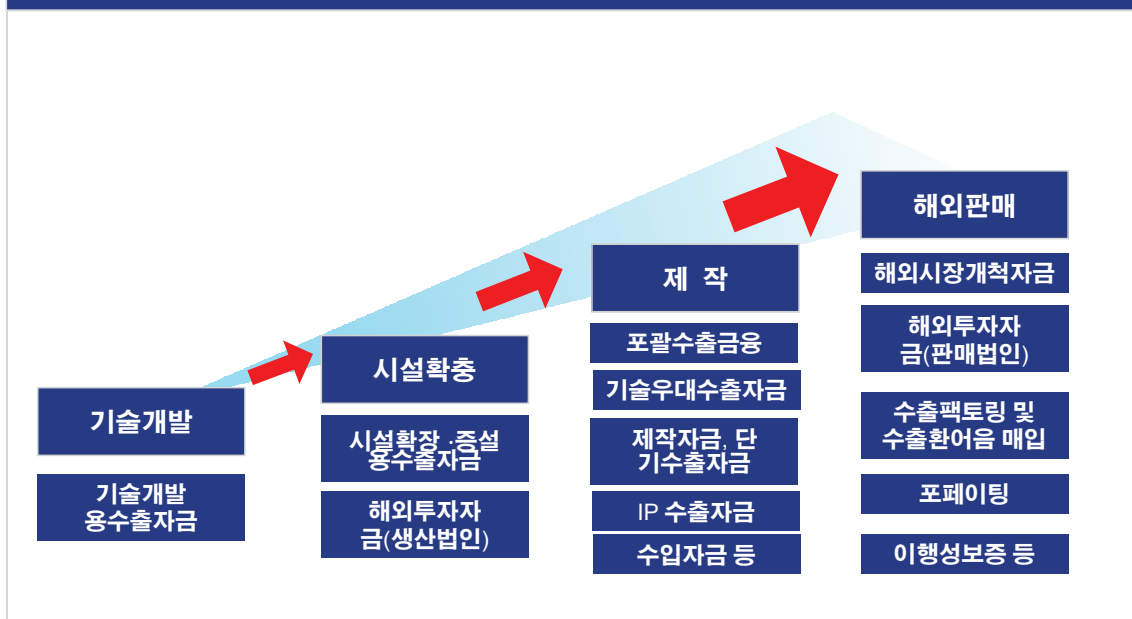 기술개발
기술개발
용수출자금
시설확충
시설확장 ·증설
용수출자금
해외투자자
금(생산법인)
제 작
포괄수출금융
기술우대수출자금
제작자금, 단
기수출자금
IP 수출자금
수입자금 등
해외판매
해외시장개척자금
해외투자자
금(판매법인)
수출팩토링 및
수출환어음 매입
포페이팅
이행성보증 등